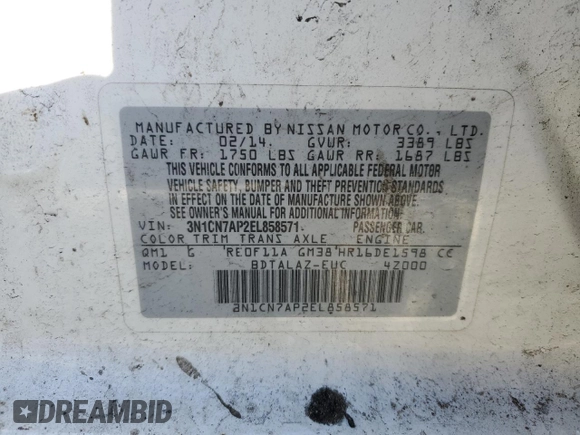 MANUFACTURED BY NISSAN MOTOR CO., LTD.
DATE: 02/14. GVWR: 3389 LBS
GAWR FR: 1750 LBS GAWR RR: 1687 LBS
THIS VEHICLE CONFORMS TO ALL APPLICABLE FEDERAL MOTOR
VEHICLE SAFETY, BUMPER AND THEFT PREVENTION STANDARDS
IN EFFECT ON THE DATE OF MANUFACTURE SHOWN ABOVE.
SEE OWNER'S MANUAL FOR ADDITIONAL INFORMATION.
VIN: 3N1CN7AP2EL858571. PASSENGER CAR.
COLOR TRIM TRANS AXLE ENGINE
QM1 G RE0F11A GM38 HR16DE1598 CC
MODEL: BDTALAZ-EUC 4Z000
3N1CN7AP2EL858571
DREAMBID